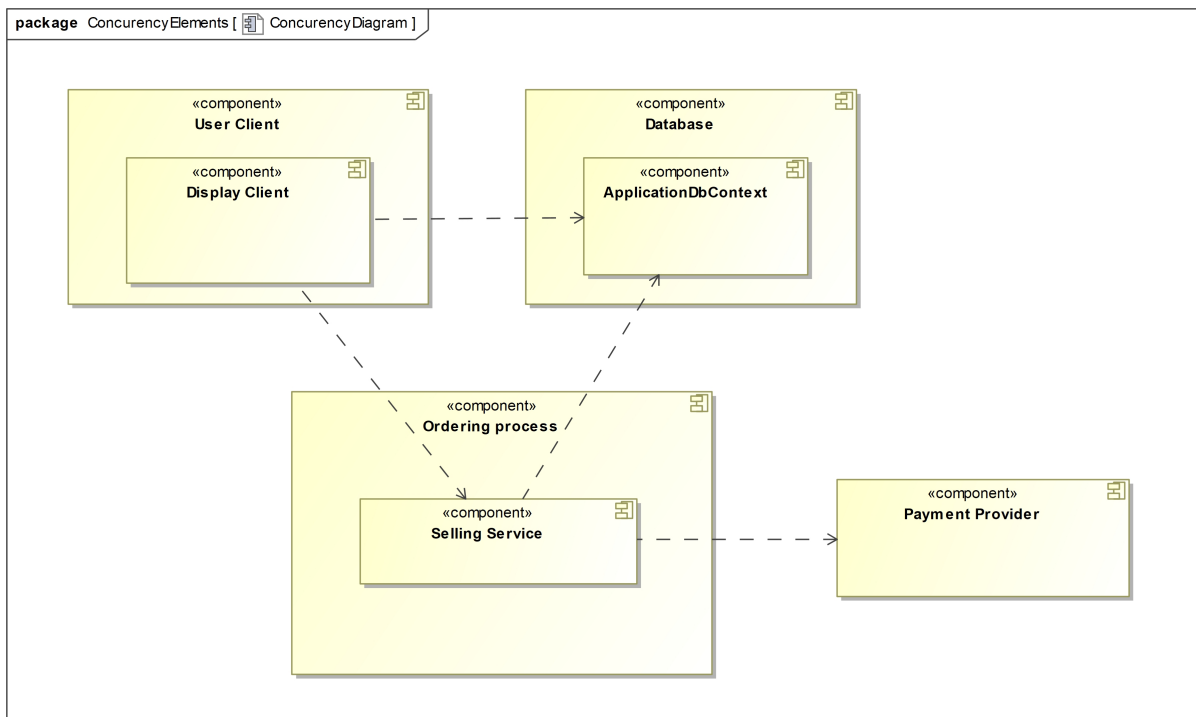 package ConcurencyElements [ ConcurencyDiagram ]
«component»
User Client
«component»
Display Client
«component»
Database
«component»
ApplicationDbContext
«component»
Ordering process
«component»
Selling Service
«component»
Payment Provider